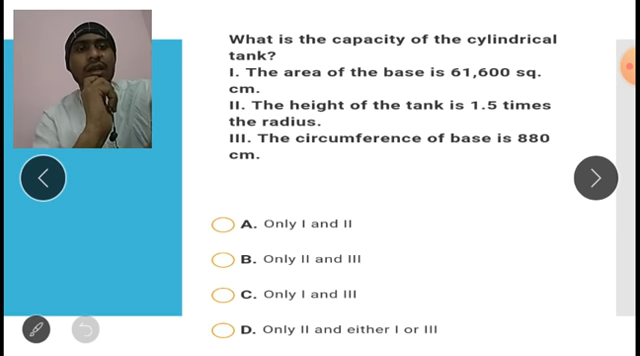 What is the capacity of the cylindrical
tank?
I. The area of the base is 61,600 sq.
cm.
II. The height of the tank is 1.5 times
the radius.
III. The circumference of base is 880
cm.
A. Only I and II
B. Only II and III
C. Only I and III
D. Only II and either I or III